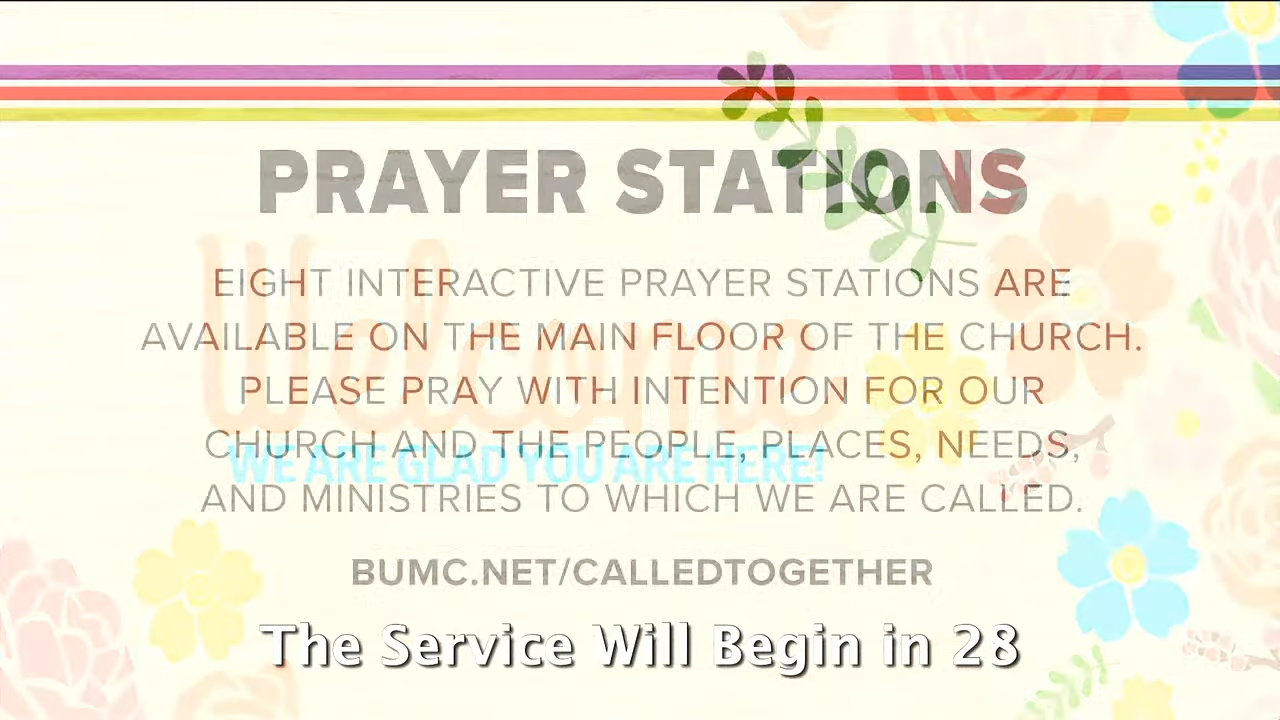 PRAYER STATIONS
EIGHT INTERACTIVE PRAYER STATIONS ARE
AVAILABLE ON THE MAIN FLOOR OF THE CHURCH.
PLEASE PRAY WITH INTENTION FOR OUR
CHURCH AND THE PEOPLE, PLACES, NEEDS,
AND MINISTRIES TO WHICH WE ARE CALLED.
BUMC.NET/CALLEDTOGETHER
Welcome
WE ARE GLAD YOU ARE HERE!
The Service Will Begin in 28